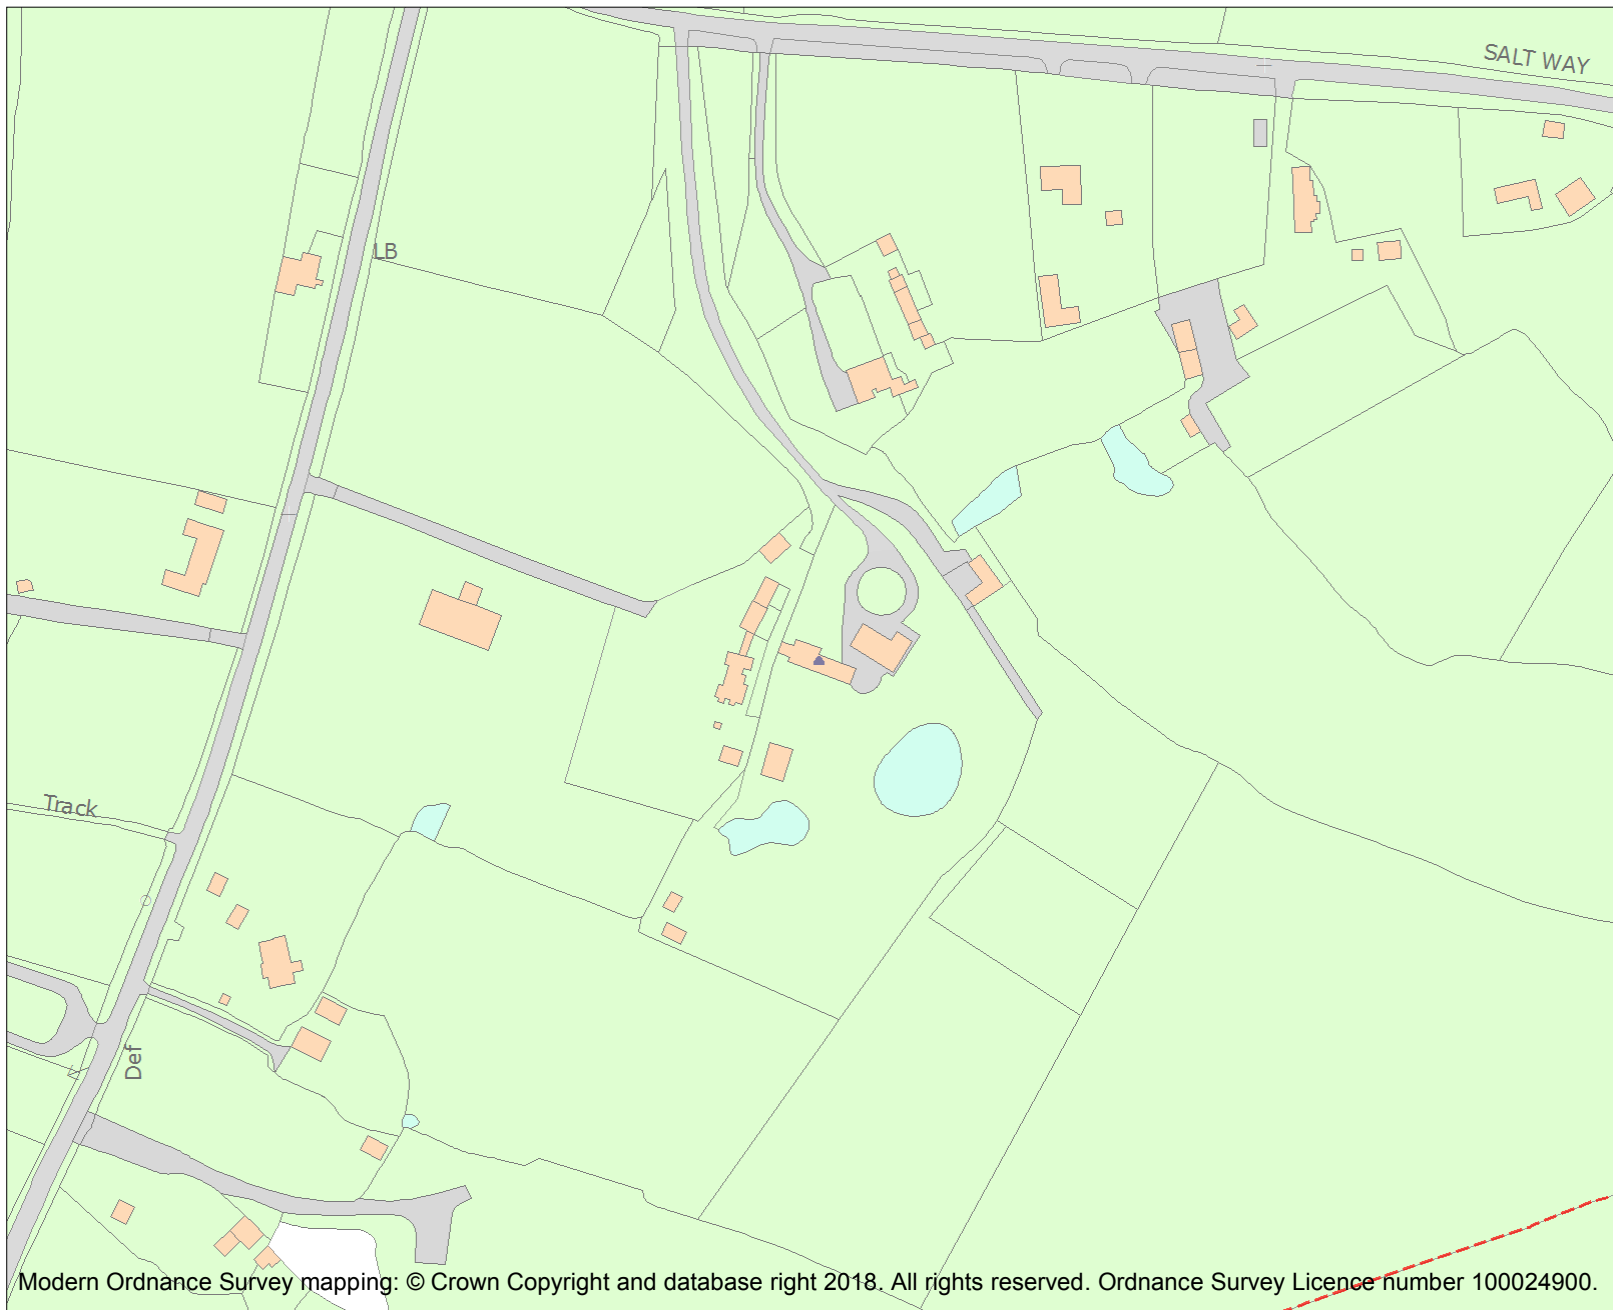 SALT WAY
LB
Track
Def
Modern Ordnance Survey mapping: © Crown Copyright and database right 2018. All rights reserved. Ordnance Survey Licence number 100024900.